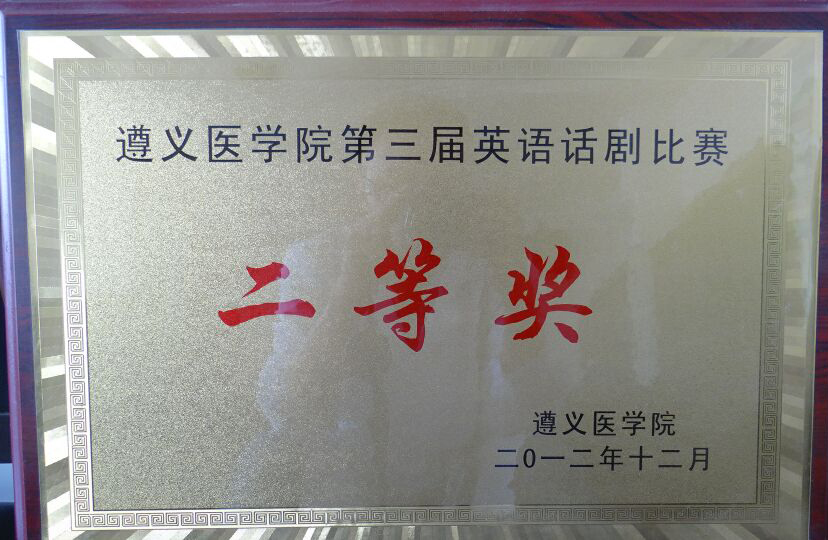 遵义医学院第三届英语话剧比赛
二等奖
遵义医学院
二0一二年十二月